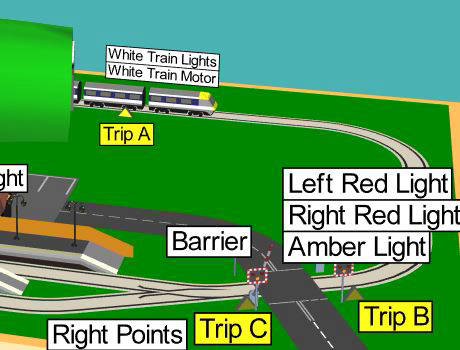 White Train Lights
White Train Motor
Trip A
ght
Left Red Light
Right Red Light
Barrier
Amber Light
Trip B
Trip C
Right Points